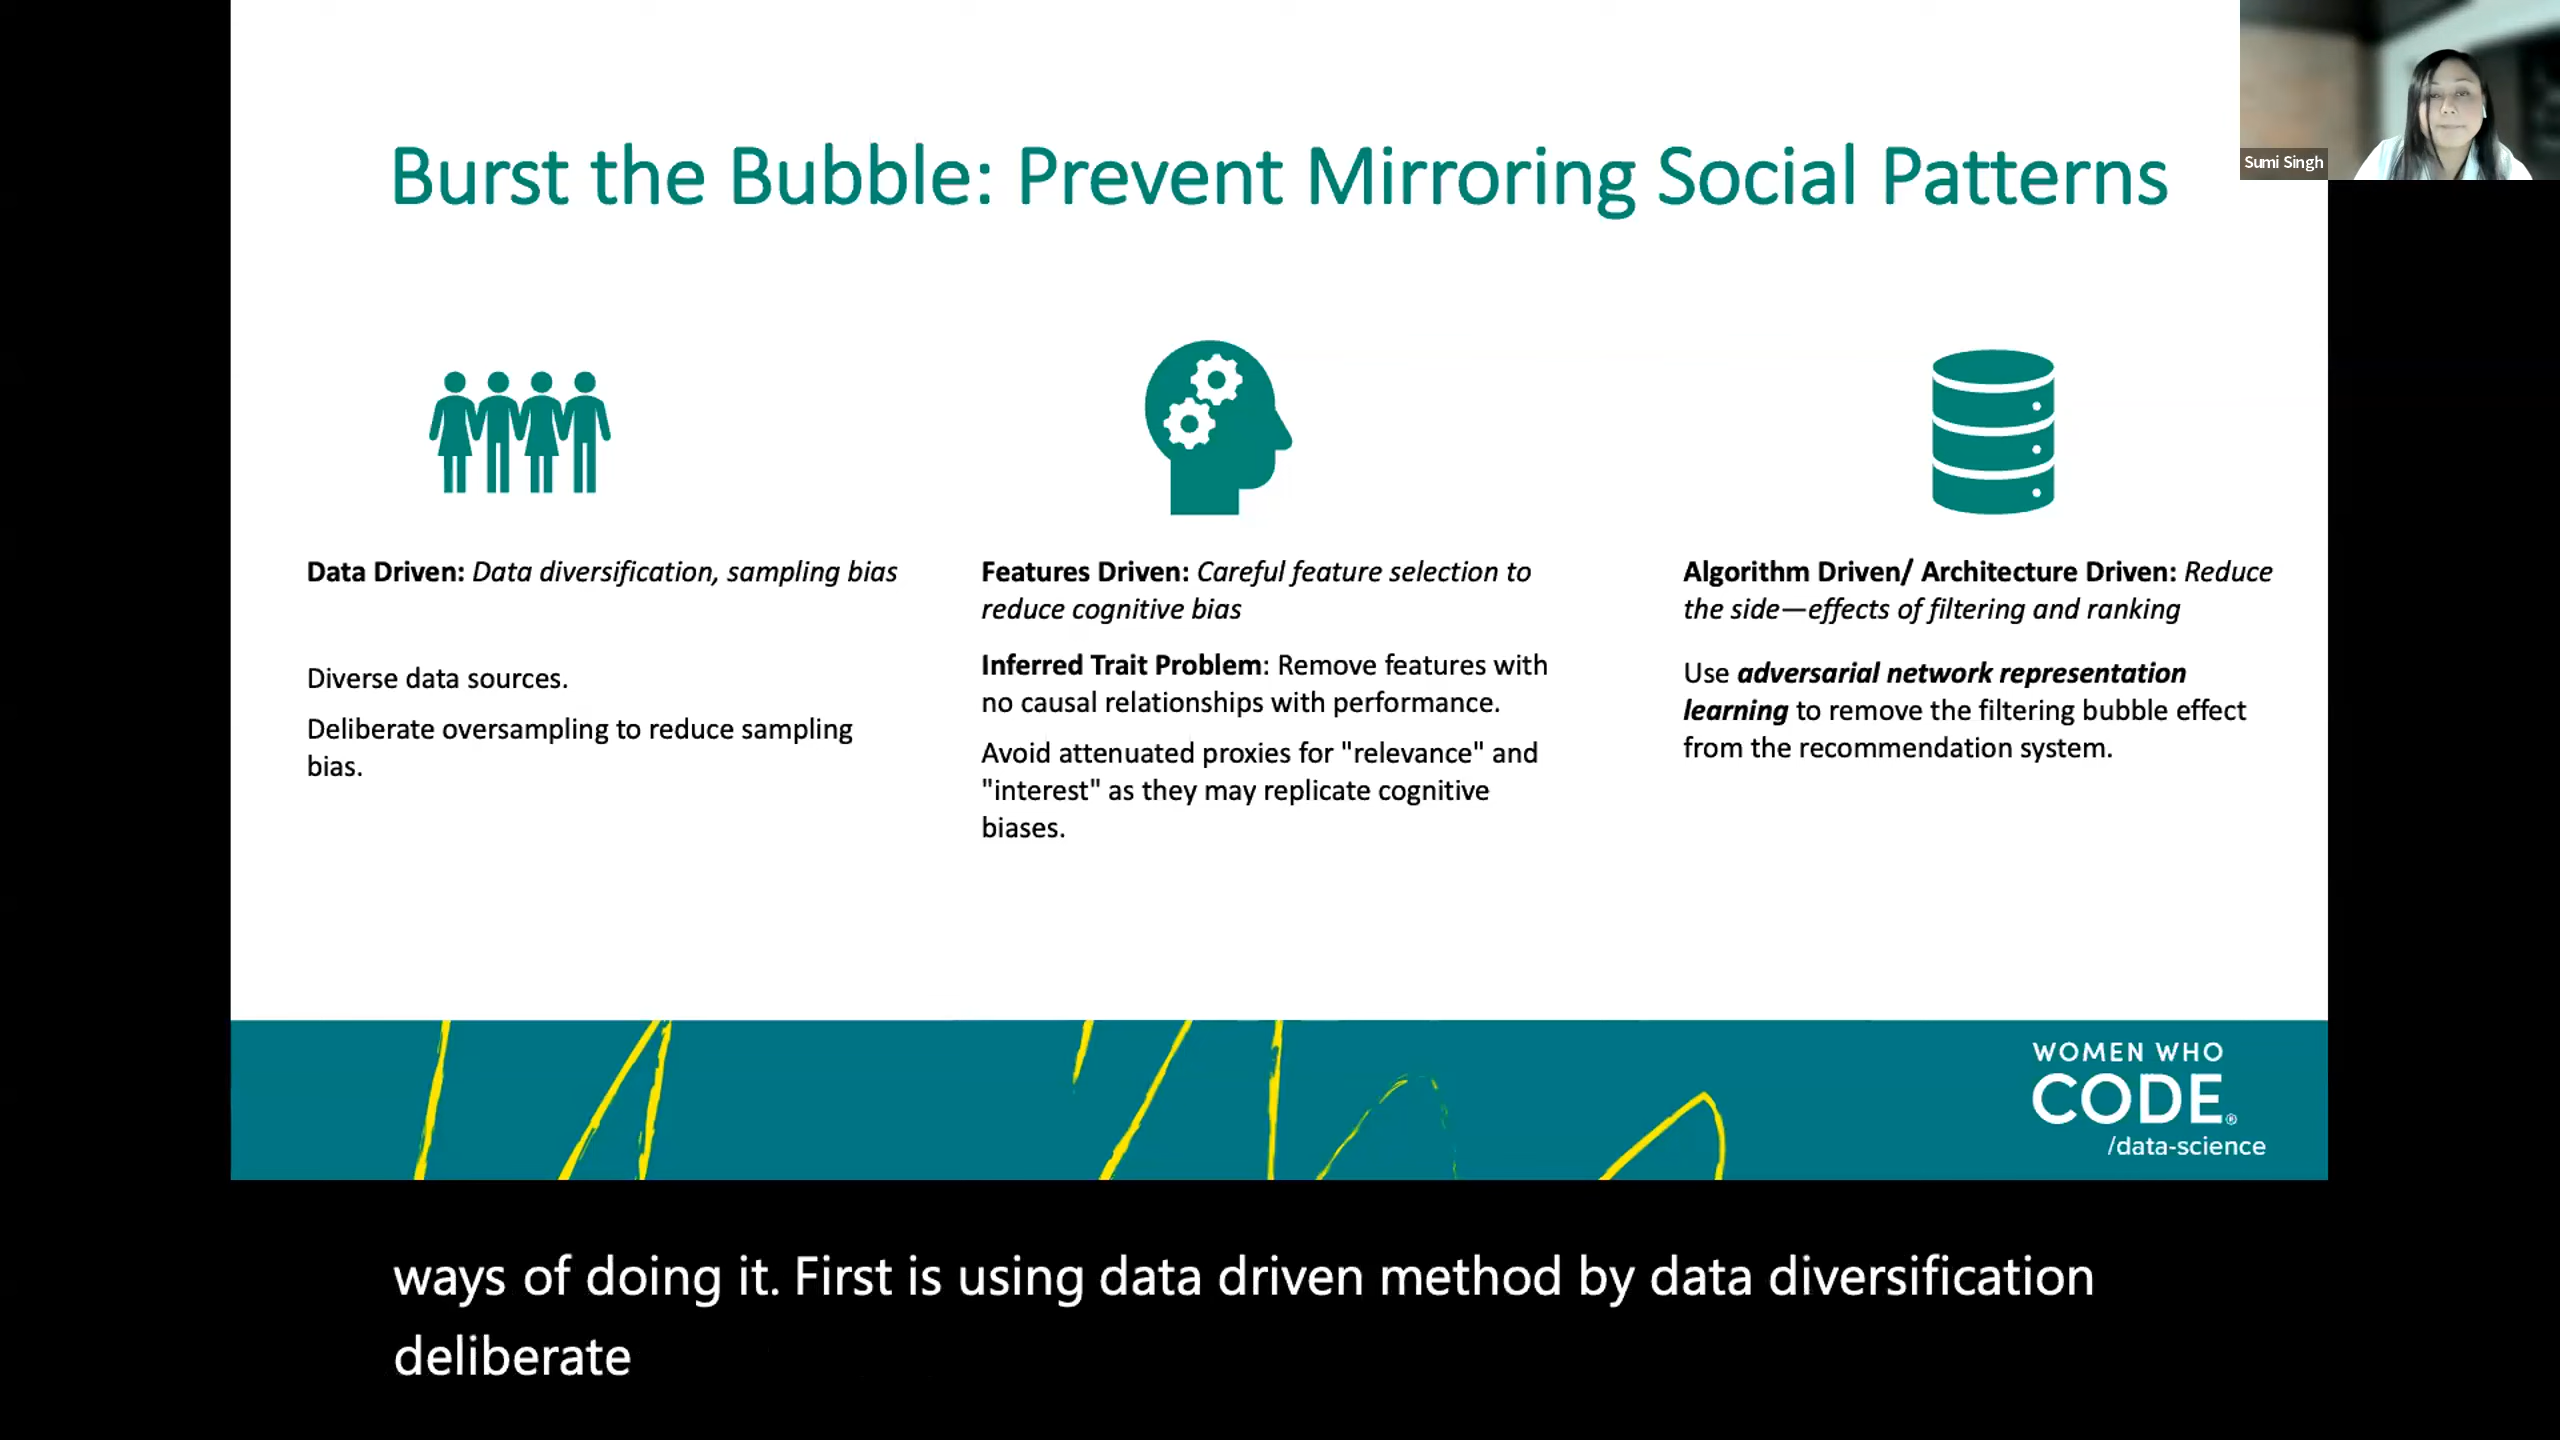 Sumi Singh
Burst the Bubble: Prevent Mirroring Social Patterns
Data Driven: Data diversification, sampling bias
Diverse data sources.
Deliberate oversampling to reduce sampling
bias.
Features Driven: Careful feature selection to
reduce cognitive bias
Inferred Trait Problem: Remove features with
no causal relationships with performance.
Avoid attenuated proxies for "relevance" and
"interest" as they may replicate cognitive
biases.
Algorithm Driven/ Architecture Driven: Reduce
the side—effects of filtering and ranking
Use adversarial network representation
learning to remove the filtering bubble effect
from the recommendation system.
WOMEN WHO
CODE®
/data-science
ways of doing it. First is using data driven method by data diversification
deliberate